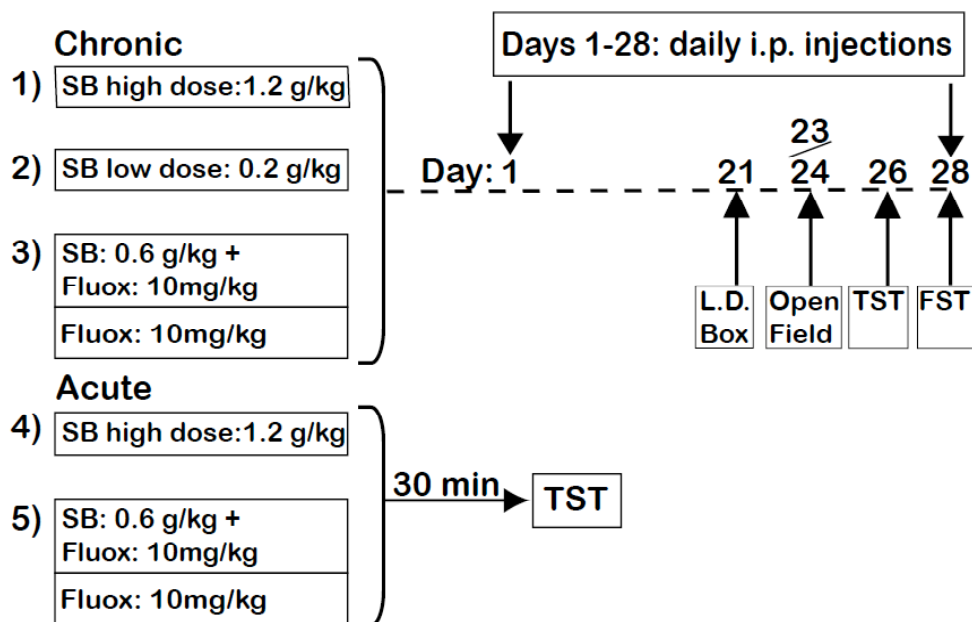 Chronic
1) SB high dose:1.2 g/kg
2) SB low dose: 0.2 g/kg
3) SB: 0.6 g/kg +
Fluox: 10mg/kg
Fluox: 10mg/kg
Days 1-28: daily i.p. injections
23
Day: 1 21 24 26 28
L.D.
Box
Open
Field
TST
FST
Acute
4) SB high dose:1.2 g/kg
5) SB: 0.6 g/kg +
Fluox: 10mg/kg
Fluox: 10mg/kg
30 min
TST